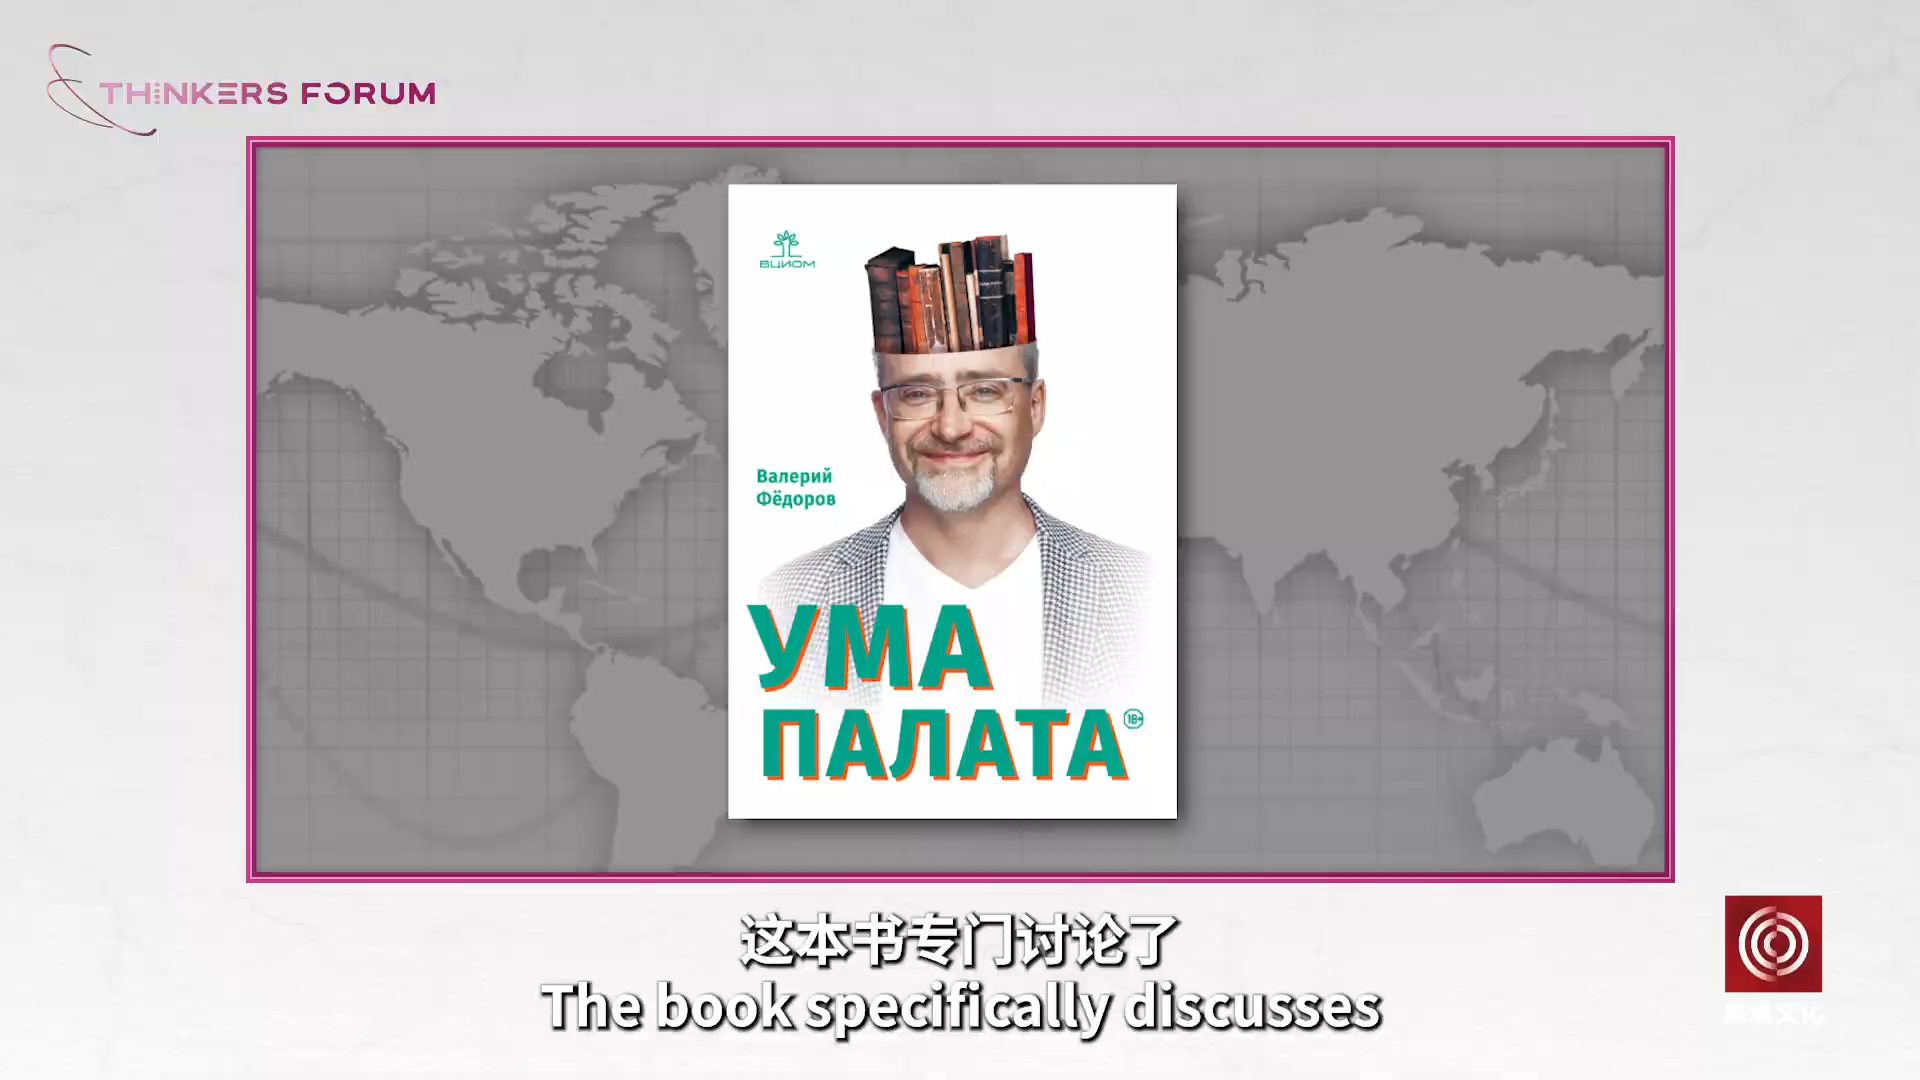 THINKERS FORUM
ВЦИОМ
Валерий
Фёдоров
УМА
ПАЛАТА
18+
这本书专门讨论了
The book specifically discusses